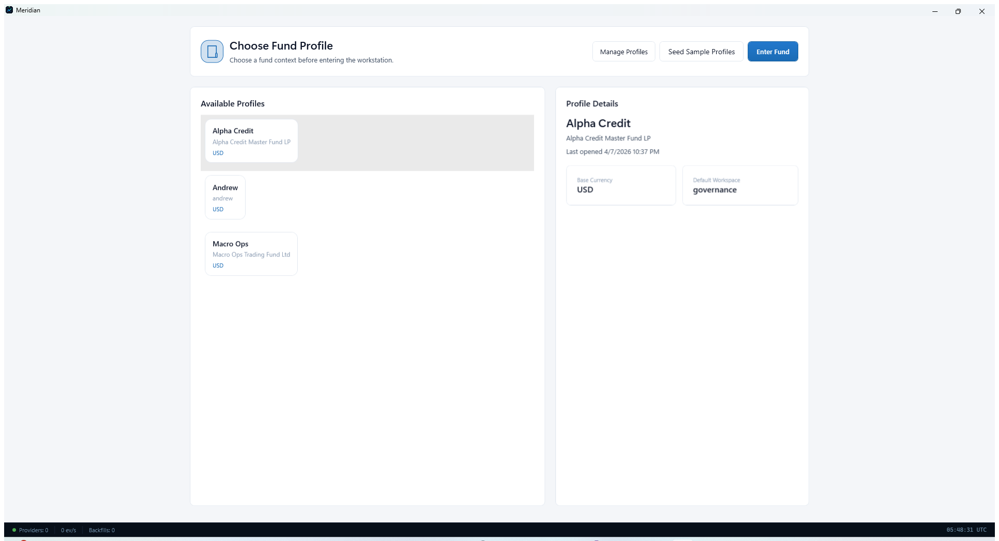 Meridian
Choose Fund Profile
Choose a fund context before entering the workstation.
Manage Profiles
Seed Sample Profiles
Enter Fund
Available Profiles
Alpha Credit
Alpha Credit Master Fund LP
USD
Andrew
andrew
USD
Macro Ops
Macro Ops Trading Fund Ltd
USD
Profile Details
Alpha Credit
Alpha Credit Master Fund LP
Last opened 4/7/2026 10:37 PM
Base Currency
USD
Default Workspace
governance
Providers: 0
0 ev/s
Backfills: 0
05:48:31 UTC